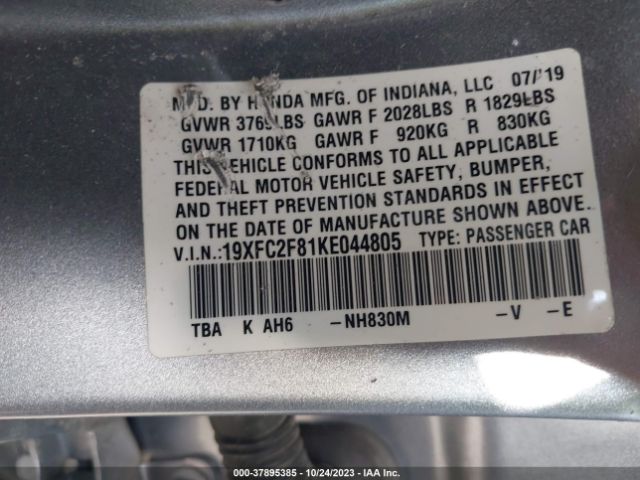 MFD. BY HONDA MFG. OF INDIANA, LLC 07/19
GVWR 3769LBS GAWR F 2028LBS R 1829LBS
GVWR 1710KG GAWR F 920KG R 830KG
THIS VEHICLE CONFORMS TO ALL APPLICABLE
FEDERAL MOTOR VEHICLE SAFETY, BUMPER,
AND THEFT PREVENTION STANDARDS IN EFFECT
ON THE DATE OF MANUFACTURE SHOWN ABOVE.
V.I.N.:19XFC2F81KE044805 TYPE: PASSENGER CAR
TBA K AH6 -NH830M -V -E
000-37895385 - 10/24/2023 - IAA Inc.